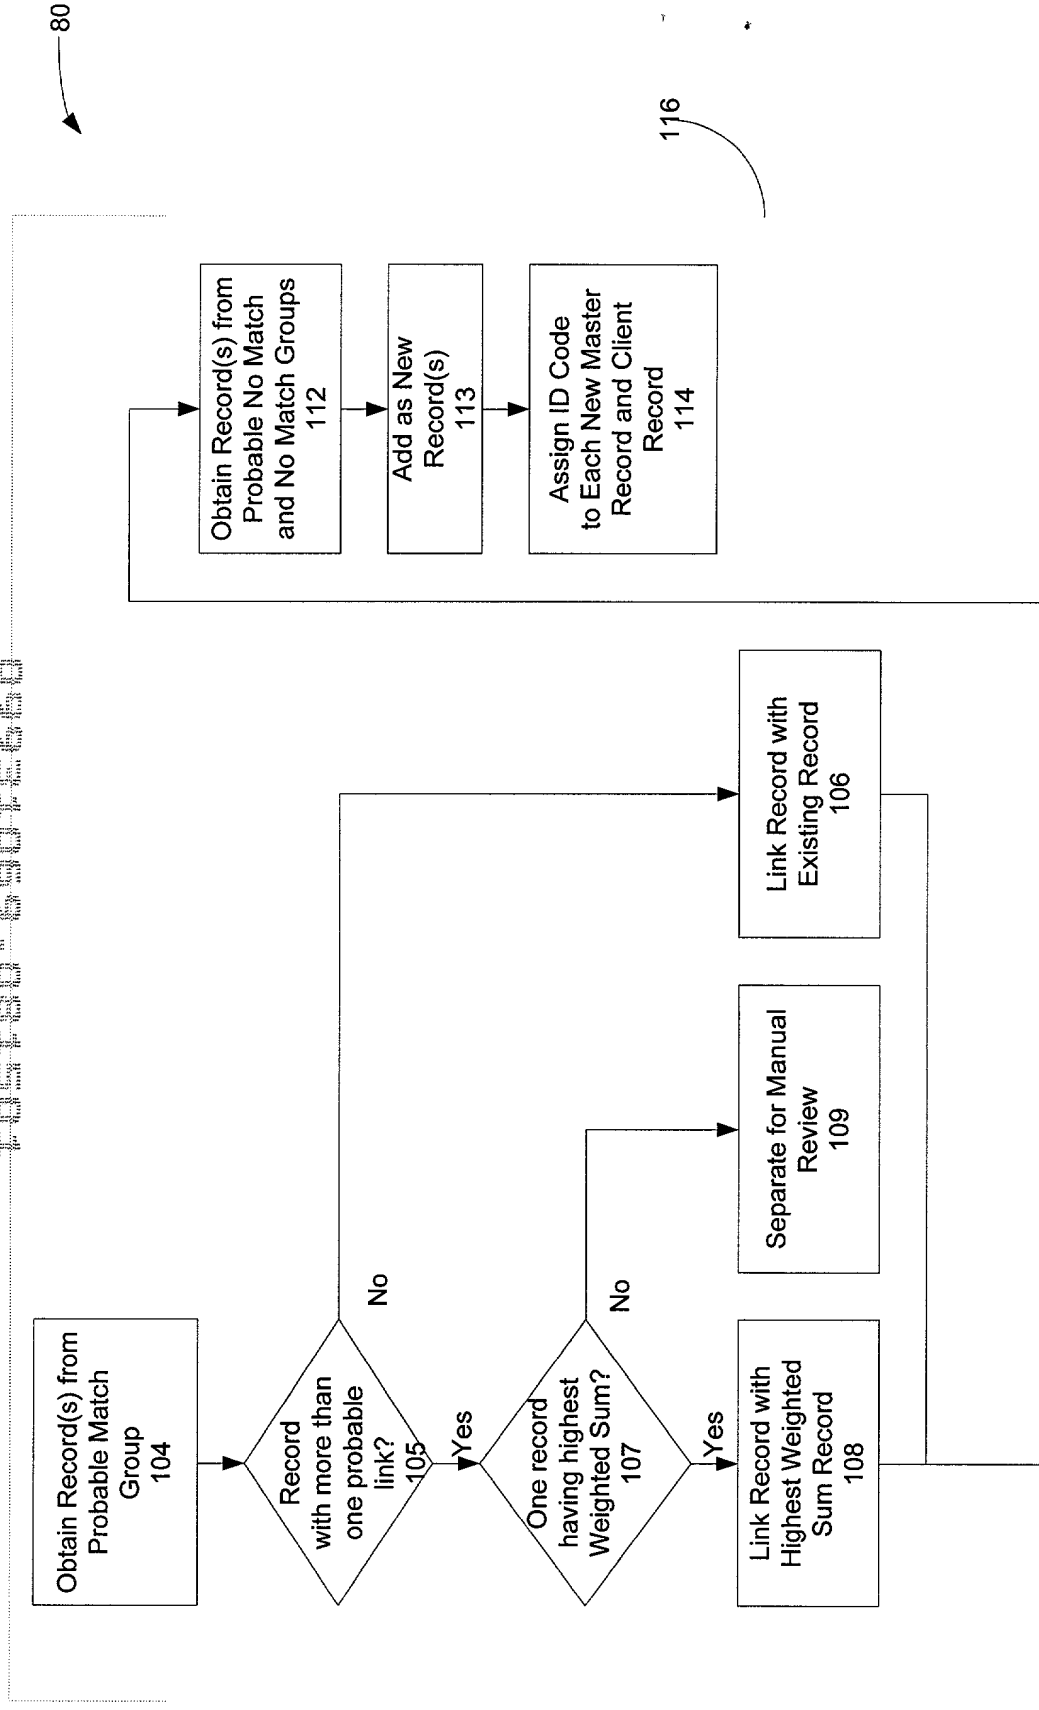 80
Obtain Record(s) from
Probable Match
Group
104
Record
with more than
one probable
link?
105
No
Yes
One record
having highest
Weighted Sum?
107
No
Yes
Link Record with
Highest Weighted
Sum Record
108
Separate for Manual
Review
109
Link Record with
Existing Record
106
Obtain Record(s) from
Probable No Match
and No Match Groups
112
Add as New
Record(s)
113
Assign ID Code
to Each New Master
Record and Client
Record
114
116